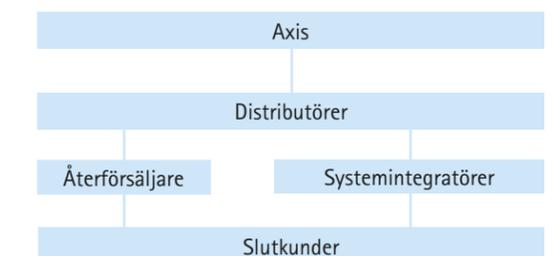 Axis
Distributörer
Återförsäljare
Systemintegratörer
Slutkunder